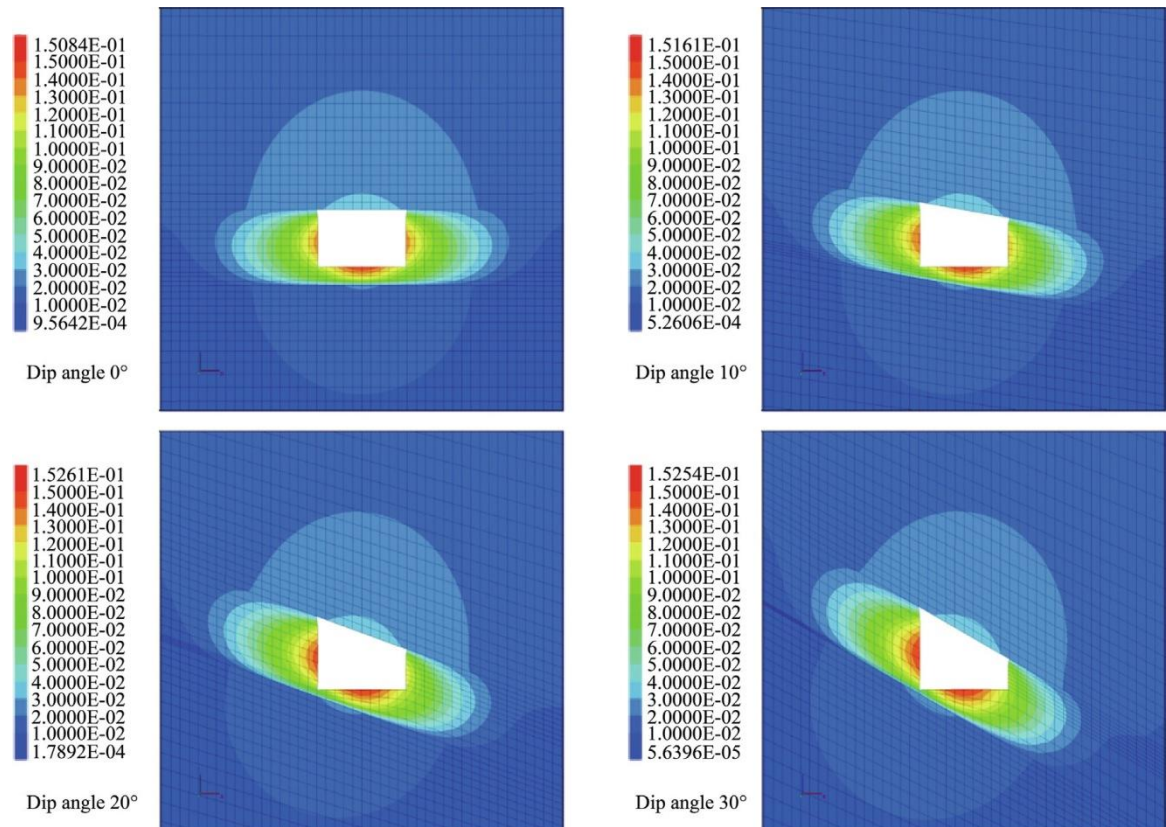 1.5084E-01
1.5000E-01
1.4000E-01
1.3000E-01
1.2000E-01
1.1000E-01
1.0000E-01
9.0000E-02
8.0000E-02
7.0000E-02
6.0000E-02
5.0000E-02
4.0000E-02
3.0000E-02
2.0000E-02
1.0000E-02
9.5642E-04
Dip angle 0°
1.5161E-01
1.5000E-01
1.4000E-01
1.3000E-01
1.2000E-01
1.1000E-01
1.0000E-01
9.0000E-02
8.0000E-02
7.0000E-02
6.0000E-02
5.0000E-02
4.0000E-02
3.0000E-02
2.0000E-02
1.0000E-02
5.2606E-04
Dip angle 10°
1.5261E-01
1.5000E-01
1.4000E-01
1.3000E-01
1.2000E-01
1.1000E-01
1.0000E-01
9.0000E-02
8.0000E-02
7.0000E-02
6.0000E-02
5.0000E-02
4.0000E-02
3.0000E-02
2.0000E-02
1.0000E-02
1.7892E-04
Dip angle 20°
1.5254E-01
1.5000E-01
1.4000E-01
1.3000E-01
1.2000E-01
1.1000E-01
1.0000E-01
9.0000E-02
8.0000E-02
7.0000E-02
6.0000E-02
5.0000E-02
4.0000E-02
3.0000E-02
2.0000E-02
1.0000E-02
5.6396E-05
Dip angle 30°